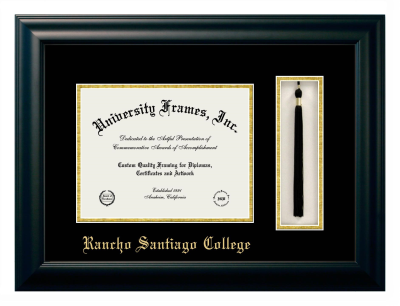 University Frames, Inc.
Dedicated to the Artful Presentation of
Commemorative Awards of Accomplishment
Custom Quality Framing for Diplomas,
Certificates and Artwork
Established 1984
Anaheim, California
Rancho Santiago College